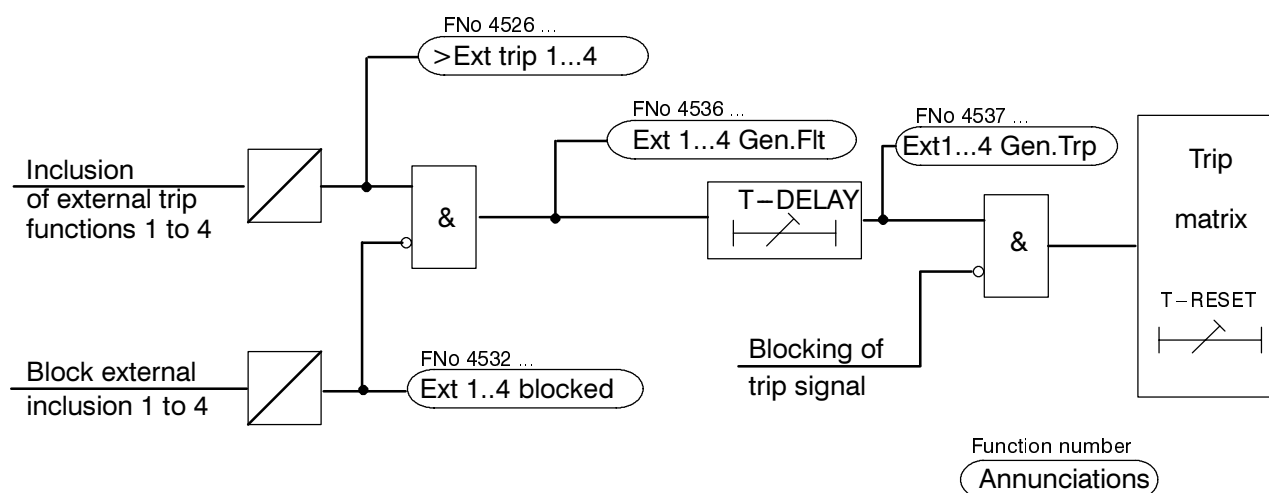 FNo 4526 ...
>Ext trip 1...4
FNo 4536 ...
Ext 1...4 Gen.Flt
FNo 4537 ...
Ext1...4 Gen.Trp
Inclusion
of external trip
functions 1 to 4
&
T–DELAY
&
Trip
matrix
T–RESET
Block external
inclusion 1 to 4
FNo 4532 ...
Ext 1..4 blocked
Blocking of
trip signal
Function number
Annunciations